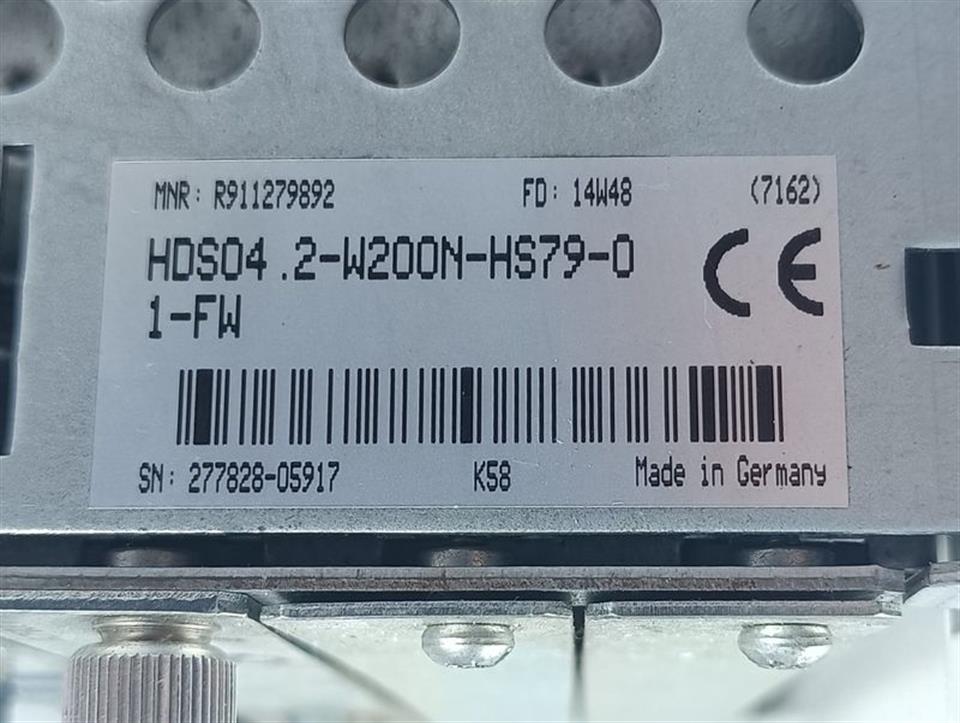 MNR: R911279892 FD: 14W48 (7162)
HDS04.2-W200N-HS79-0
1-FW
CE
SN: 277828-05917 K58 Made in Germany